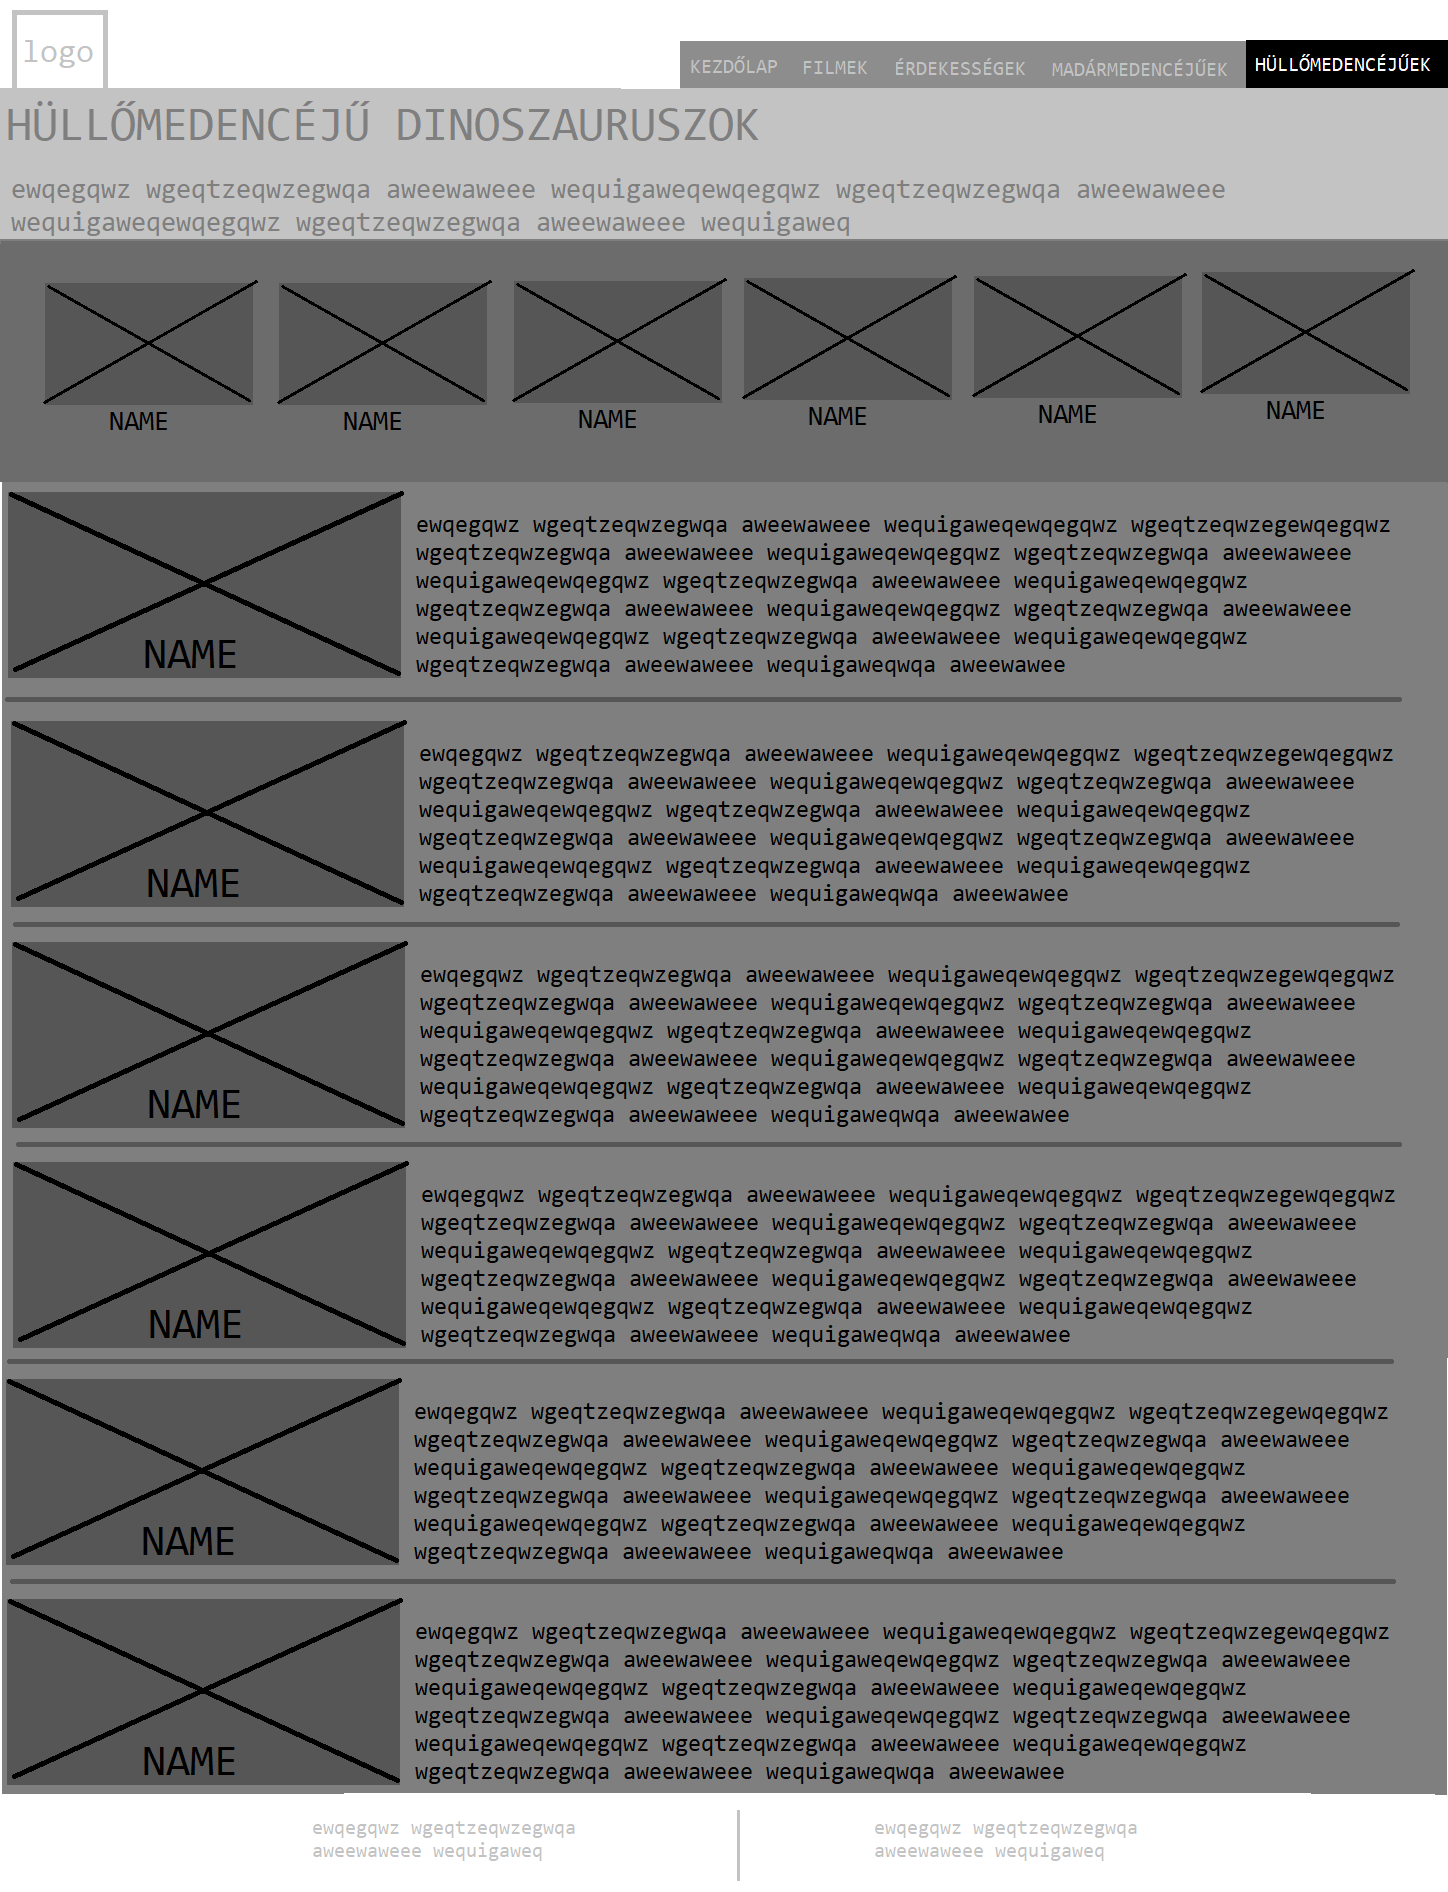 logo
KEZDŐLAP FILMEK ÉRDEKESSÉGEK MADÁRMEDENCÉJŰEK HÜLLŐMEDENCÉJŰEK
HÜLLŐMEDENCÉJŰ DINOSZAURUSZOK
ewqegqwz wgeqtzeqwzegwqa aweewaweee wequigaweqewqegqwz wgeqtzeqwzegwqa aweewaweee
wequigaweqewqegqwz wgeqtzeqwzegwqa aweewaweee wequigaweq
NAME NAME NAME NAME NAME NAME
ewqegqwz wgeqtzeqwzegwqa aweewaweee wequigaweqewqegqwz wgeqtzeqwzegewqegqwz
wgeqtzeqwzegwqa aweewaweee wequigaweqewqegqwz wgeqtzeqwzegwqa aweewaweee
wequigaweqewqegqwz wgeqtzeqwzegwqa aweewaweee wequigaweqewqegqwz
wgeqtzeqwzegwqa aweewaweee wequigaweqewqegqwz wgeqtzeqwzegwqa aweewaweee
wequigaweqewqegqwz wgeqtzeqwzegwqa aweewaweee wequigaweqewqegqwz
wgeqtzeqwzegwqa aweewaweee wequigaweqwqa aweewawee
NAME
ewqegqwz wgeqtzeqwzegwqa aweewaweee wequigaweqewqegqwz wgeqtzeqwzegewqegqwz
wgeqtzeqwzegwqa aweewaweee wequigaweqewqegqwz wgeqtzeqwzegwqa aweewaweee
wequigaweqewqegqwz wgeqtzeqwzegwqa aweewaweee wequigaweqewqegqwz
wgeqtzeqwzegwqa aweewaweee wequigaweqewqegqwz wgeqtzeqwzegwqa aweewaweee
wequigaweqewqegqwz wgeqtzeqwzegwqa aweewaweee wequigaweqewqegqwz
wgeqtzeqwzegwqa aweewaweee wequigaweqwqa aweewawee
NAME
ewqegqwz wgeqtzeqwzegwqa aweewaweee wequigaweqewqegqwz wgeqtzeqwzegewqegqwz
wgeqtzeqwzegwqa aweewaweee wequigaweqewqegqwz wgeqtzeqwzegwqa aweewaweee
wequigaweqewqegqwz wgeqtzeqwzegwqa aweewaweee wequigaweqewqegqwz
wgeqtzeqwzegwqa aweewaweee wequigaweqewqegqwz wgeqtzeqwzegwqa aweewaweee
wequigaweqewqegqwz wgeqtzeqwzegwqa aweewaweee wequigaweqewqegqwz
wgeqtzeqwzegwqa aweewaweee wequigaweqwqa aweewawee
NAME
ewqegqwz wgeqtzeqwzegwqa aweewaweee wequigaweqewqegqwz wgeqtzeqwzegewqegqwz
wgeqtzeqwzegwqa aweewaweee wequigaweqewqegqwz wgeqtzeqwzegwqa aweewaweee
wequigaweqewqegqwz wgeqtzeqwzegwqa aweewaweee wequigaweqewqegqwz
wgeqtzeqwzegwqa aweewaweee wequigaweqewqegqwz wgeqtzeqwzegwqa aweewaweee
wequigaweqewqegqwz wgeqtzeqwzegwqa aweewaweee wequigaweqewqegqwz
wgeqtzeqwzegwqa aweewaweee wequigaweqwqa aweewawee
NAME
ewqegqwz wgeqtzeqwzegwqa aweewaweee wequigaweqewqegqwz wgeqtzeqwzegewqegqwz
wgeqtzeqwzegwqa aweewaweee wequigaweqewqegqwz wgeqtzeqwzegwqa aweewaweee
wequigaweqewqegqwz wgeqtzeqwzegwqa aweewaweee wequigaweqewqegqwz
wgeqtzeqwzegwqa aweewaweee wequigaweqewqegqwz wgeqtzeqwzegwqa aweewaweee
wequigaweqewqegqwz wgeqtzeqwzegwqa aweewaweee wequigaweqewqegqwz
wgeqtzeqwzegwqa aweewaweee wequigaweqwqa aweewawee
NAME
ewqegqwz wgeqtzeqwzegwqa aweewaweee wequigaweqewqegqwz wgeqtzeqwzegewqegqwz
wgeqtzeqwzegwqa aweewaweee wequigaweqewqegqwz wgeqtzeqwzegwqa aweewaweee
wequigaweqewqegqwz wgeqtzeqwzegwqa aweewaweee wequigaweqewqegqwz
wgeqtzeqwzegwqa aweewaweee wequigaweqewqegqwz wgeqtzeqwzegwqa aweewaweee
wequigaweqewqegqwz wgeqtzeqwzegwqa aweewaweee wequigaweqewqegqwz
wgeqtzeqwzegwqa aweewaweee wequigaweqwqa aweewawee
NAME
ewqegqwz wgeqtzeqwzegwqa
aweewaweee wequigaweq
ewqegqwz wgeqtzeqwzegwqa
aweewaweee wequigaweq